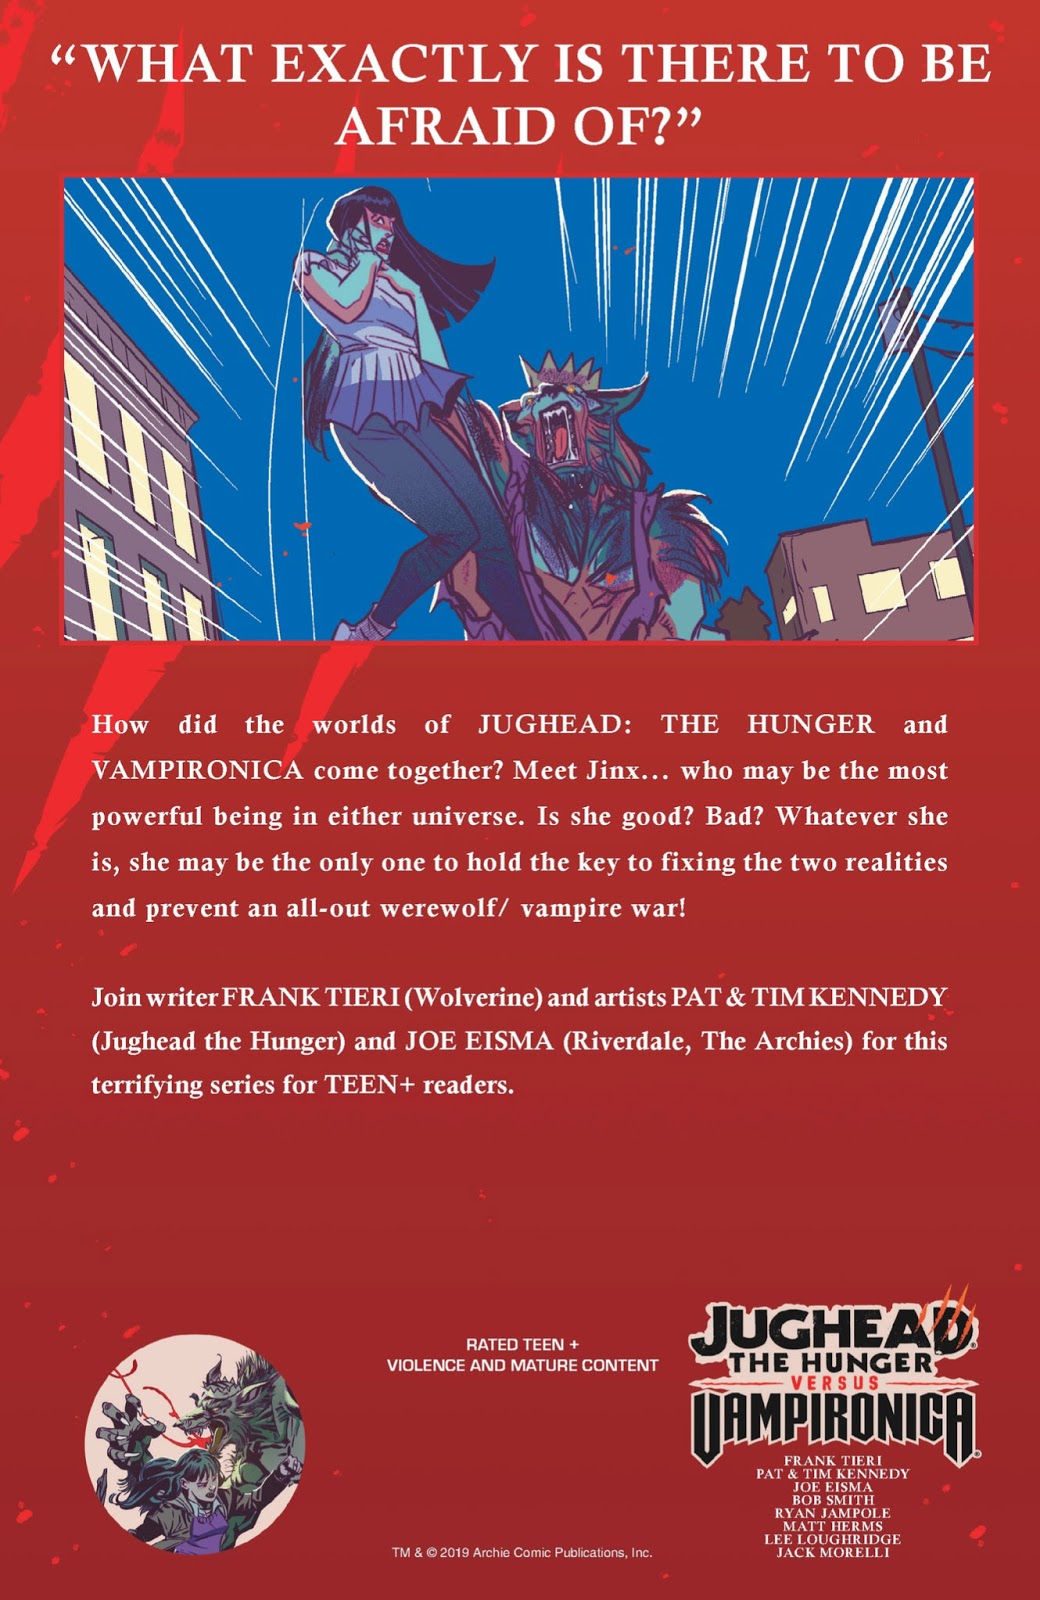 “WHAT EXACTLY IS THERE TO BE
AFRAID OF?”
How did the worlds of JUGHEAD: THE HUNGER and
VAMPIRONICA come together? Meet Jinx... who may be the most
powerful being in either universe. Is she good? Bad? Whatever she
is, she may be the only one to hold the key to fixing the two realities
and prevent an all-out werewolf/ vampire war!
Join writer FRANK TIERI (Wolverine) and artists PAT & TIM KENNEDY
(Jughead the Hunger) and JOE EISMA (Riverdale, The Archies) for this
terrifying series for TEEN+ readers.
RATED TEEN +
VIOLENCE AND MATURE CONTENT
JUGHEAD®
THE HUNGER
VERSUS
VAMPIRONICA®
FRANK TIERI
PAT & TIM KENNEDY
JOE EISMA
BOB SMITH
RYAN JAMPOLE
MATT HERMS
LEE LOUGHRIDGE
JACK MORELLI
TM & © 2019 Archie Comic Publications, Inc.